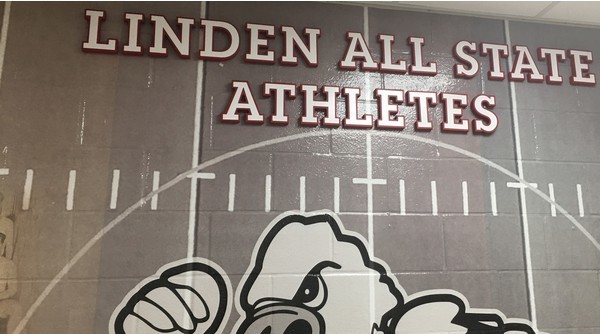 LINDEN ALL STATE
ATHLETES